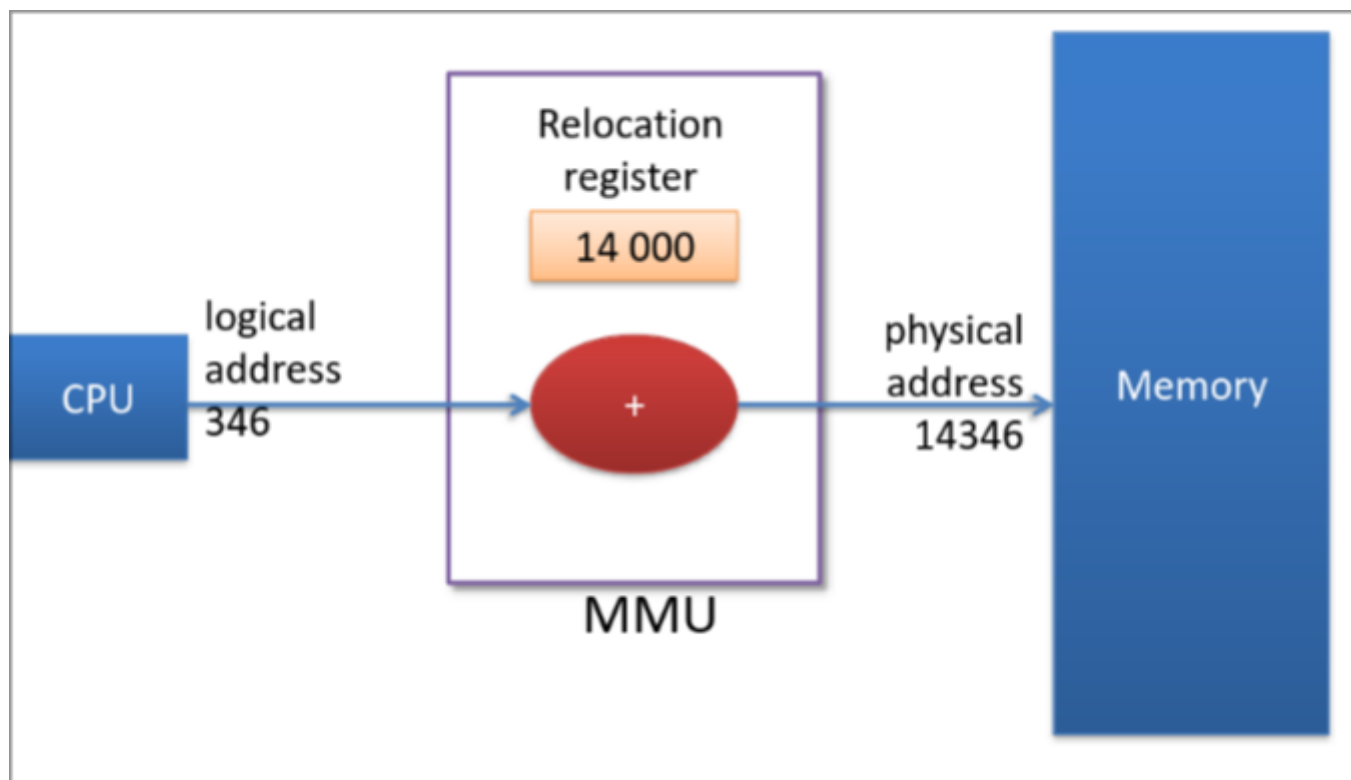 Relocation
register
14 000
logical
address
346
CPU
+
physical
address
14346
Memory
MMU